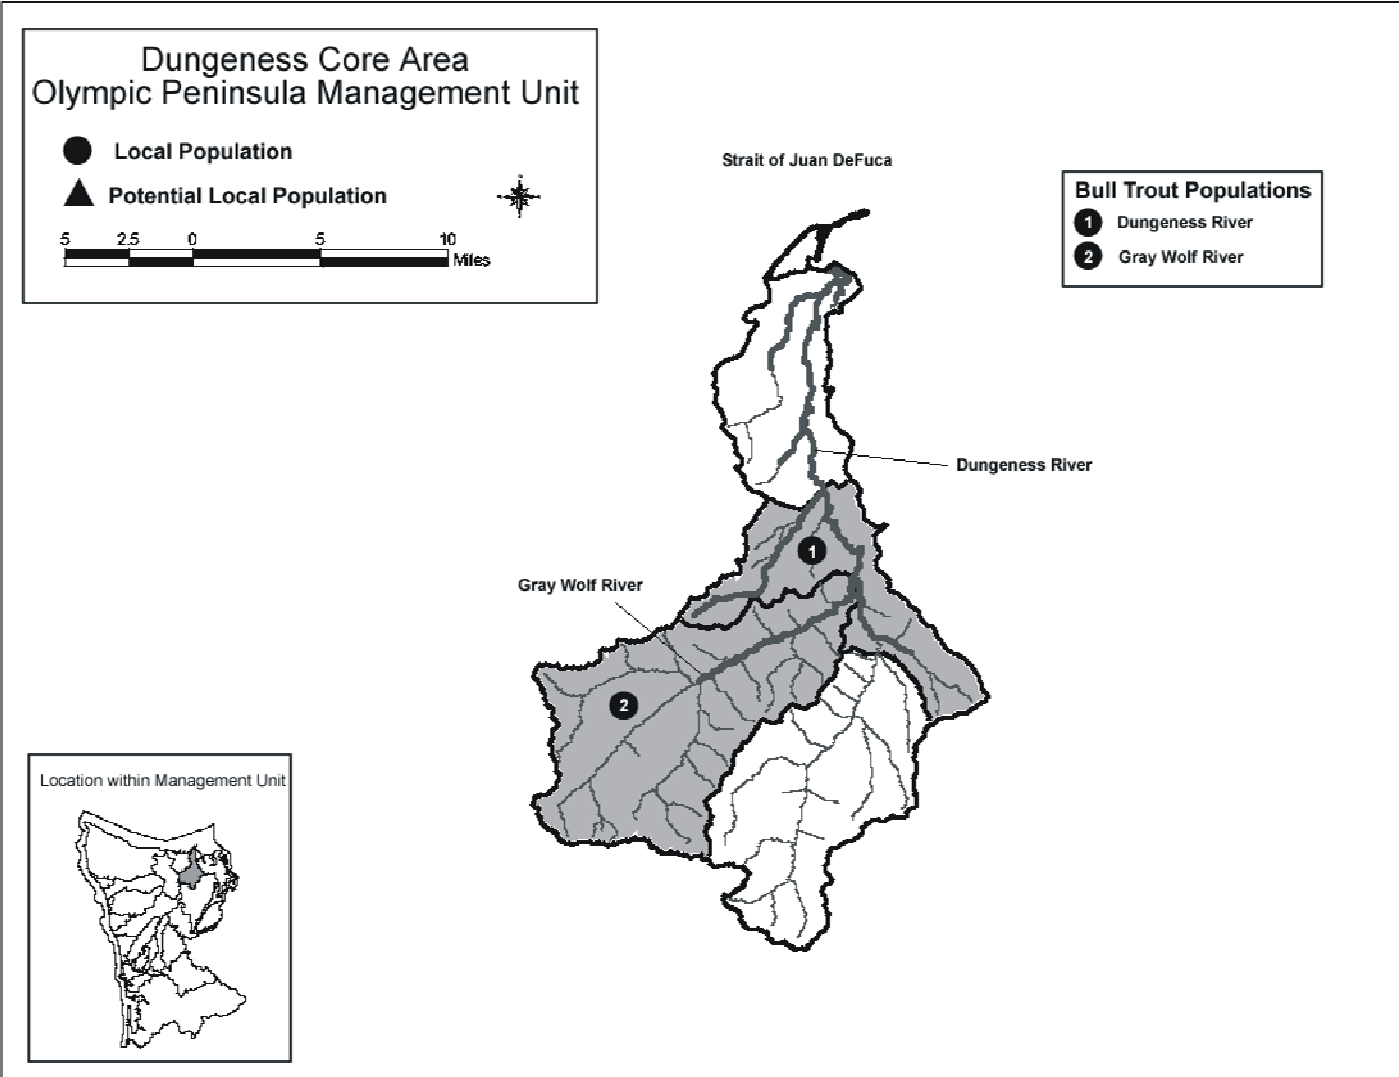 Dungeness Core Area
Olympic Peninsula Management Unit
Local Population
Potential Local Population
5 2.5 0 5 10
Miles
Strait of Juan DeFuca
Bull Trout Populations
1 Dungeness River
2 Gray Wolf River
Dungeness River
1
Gray Wolf River
2
Location within Management Unit